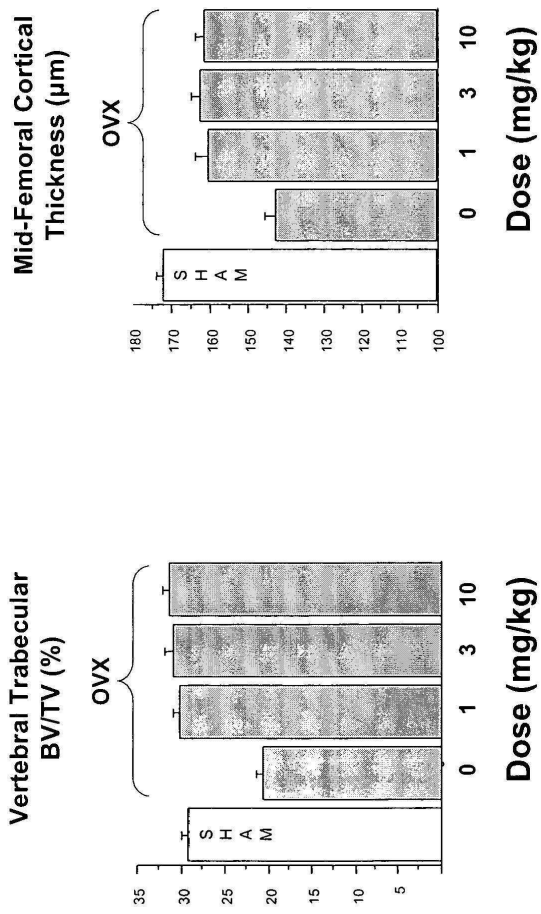 Vertebral Trabecular
BV/TV (%)
OVX
35
30
25
20
15
10
5
S H A M
0 1 3 10
Dose (mg/kg)
Mid-Femoral Cortical
Thickness (µm)
OVX
180
170
160
150
140
130
120
110
100
S H A M
0 1 3 10
Dose (mg/kg)